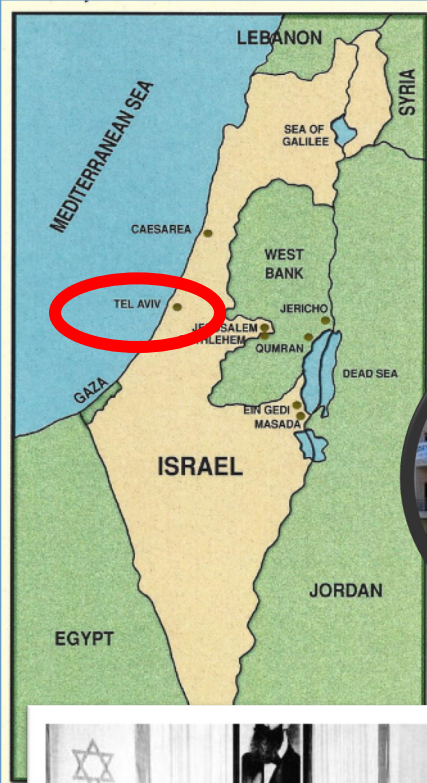 LEBANON
SYRIA
MEDITERRANEAN SEA
SEA OF
GALILEE
CAESAREA
WEST
BANK
TEL AVIV
JERICHO
JERUSALEM
QUMRAN
DEAD SEA
GAZA
EIN GEDI
MASADA
ISRAEL
JORDAN
EGYPT